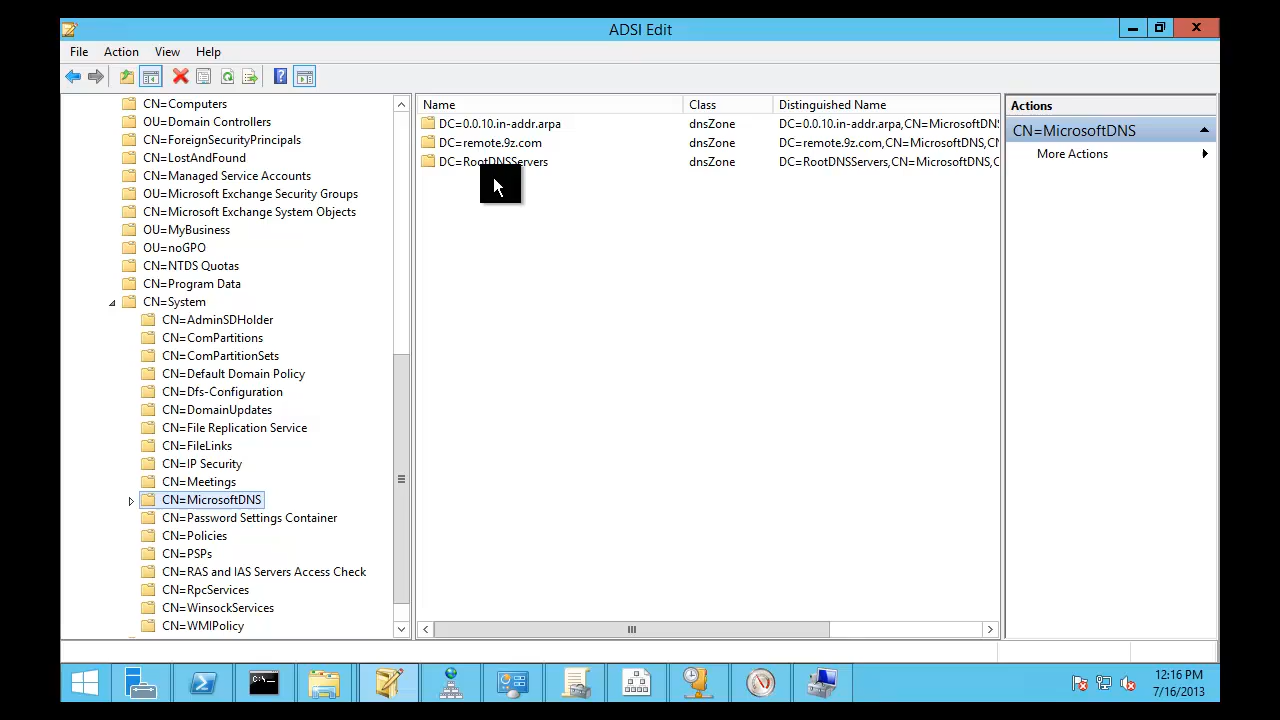 ADSI Edit
File Action View Help
CN=Computers
OU=Domain Controllers
CN=ForeignSecurityPrincipals
CN=LostAndFound
CN=Managed Service Accounts
OU=Microsoft Exchange Security Groups
CN=Microsoft Exchange System Objects
OU=MyBusiness
OU=noGPO
CN=NTDS Quotas
CN=Program Data
CN=System
CN=AdminSDHolder
CN=ComPartitions
CN=ComPartitionSets
CN=Default Domain Policy
CN=Dfs-Configuration
CN=DomainUpdates
CN=File Replication Service
CN=FileLinks
CN=IP Security
CN=Meetings
CN=MicrosoftDNS
CN=Password Settings Container
CN=Policies
CN=PSPs
CN=RAS and IAS Servers Access Check
CN=RpcServices
CN=WinsockServices
CN=WMIPolicy
Name Class Distinguished Name
DC=0.0.10.in-addr.arpa dnsZone DC=0.0.10.in-addr.arpa,CN=MicrosoftDNS
DC=remote.9z.com dnsZone DC=remote.9z.com,CN=MicrosoftDNS,CN
DC=RootDNSServers dnsZone DC=RootDNSServers,CN=MicrosoftDNS,C
Actions
CN=MicrosoftDNS
More Actions
C:\_
12:16 PM
7/16/2013